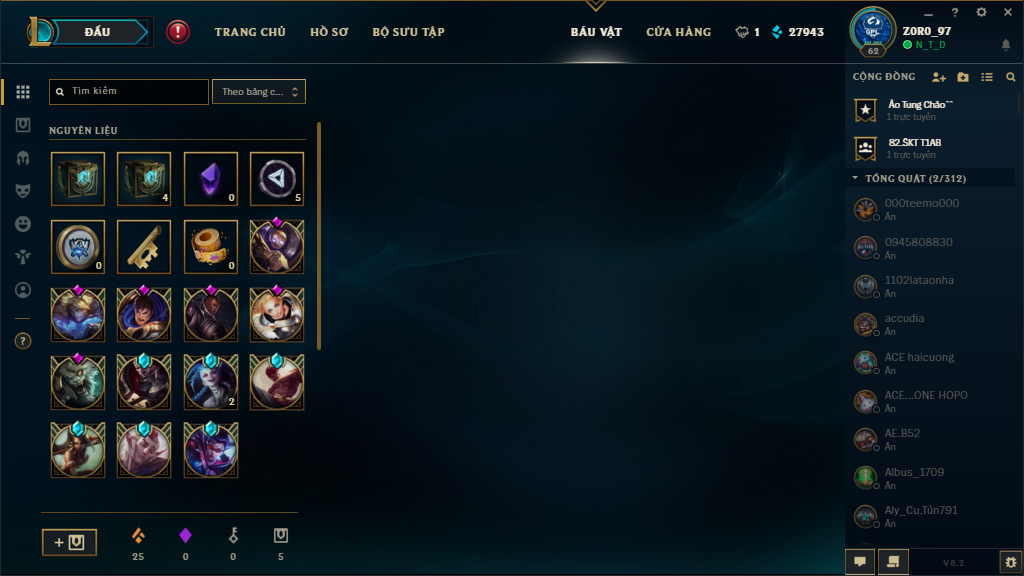 ĐẤU
TRANG CHỦ
HỒ SƠ
BỘ SƯU TẬP
BÁU VẬT
CỬA HÀNG
1
27943
62
ZORO_97
N_T_D
CỘNG ĐỒNG
Tìm kiếm
Theo bảng c...
NGUYÊN LIỆU
4
0
5
0
0
2
25
0
0
5
Áo Tung Chảo^^
1 trực tuyến
82.ŠKT T1AB
1 trực tuyến
TỔNG QUÁT (2/312)
000teemo000
Ẩn
0945808830
Ẩn
1102lataonha
Ẩn
accudia
Ẩn
ACE haicuong
Ẩn
ACE...ONE HOPO
Ẩn
AE.B52
Ẩn
Albus_1709
Ẩn
Aly_Cu.Tủn791
Ẩn
V8.2